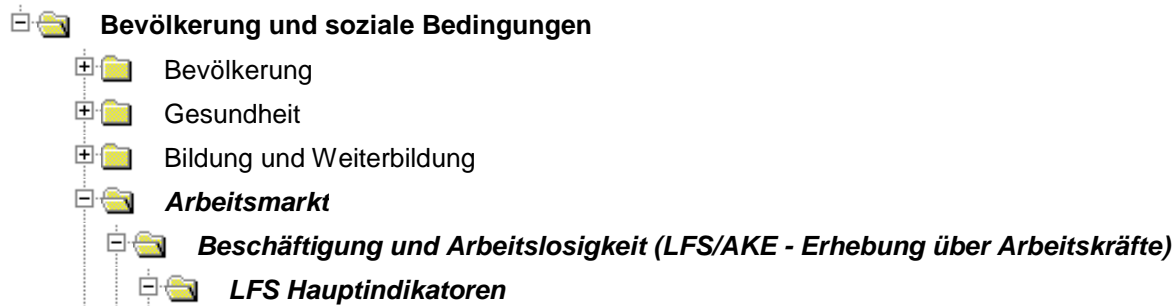 Bevölkerung und soziale Bedingungen
Bevölkerung
Gesundheit
Bildung und Weiterbildung
Arbeitsmarkt
Beschäftigung und Arbeitslosigkeit (LFS/AKE - Erhebung über Arbeitskräfte)
LFS Hauptindikatoren